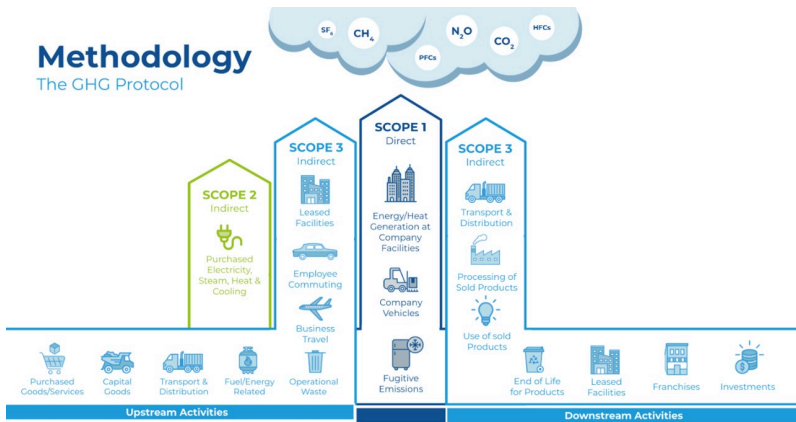 Methodology
The GHG Protocol
SF6
CH4
N2O
CO2
HFCs
PFCs
SCOPE 2
Indirect
Purchased
Electricity,
Steam, Heat &
Cooling
SCOPE 3
Indirect
Leased
Facilities
Employee
Commuting
Business
Travel
Operational
Waste
SCOPE 1
Direct
Energy/Heat
Generation at
Company
Facilities
Company
Vehicles
Fugitive
Emissions
SCOPE 3
Indirect
Transport &
Distribution
Processing of
Sold Products
Use of sold
Products
Purchased
Goods/Services
Capital
Goods
Transport &
Distribution
Fuel/Energy
Related
End of Life
for Products
Leased
Facilities
Franchises
Investments
Upstream Activities
Downstream Activities